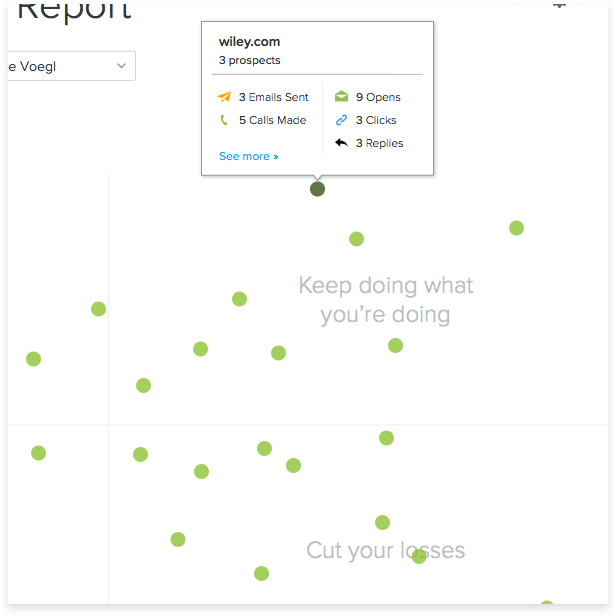 Report
e Voegl
wiley.com
3 prospects
3 Emails Sent
9 Opens
5 Calls Made
3 Clicks
3 Replies
See more »
Keep doing what
you’re doing
Cut your losses